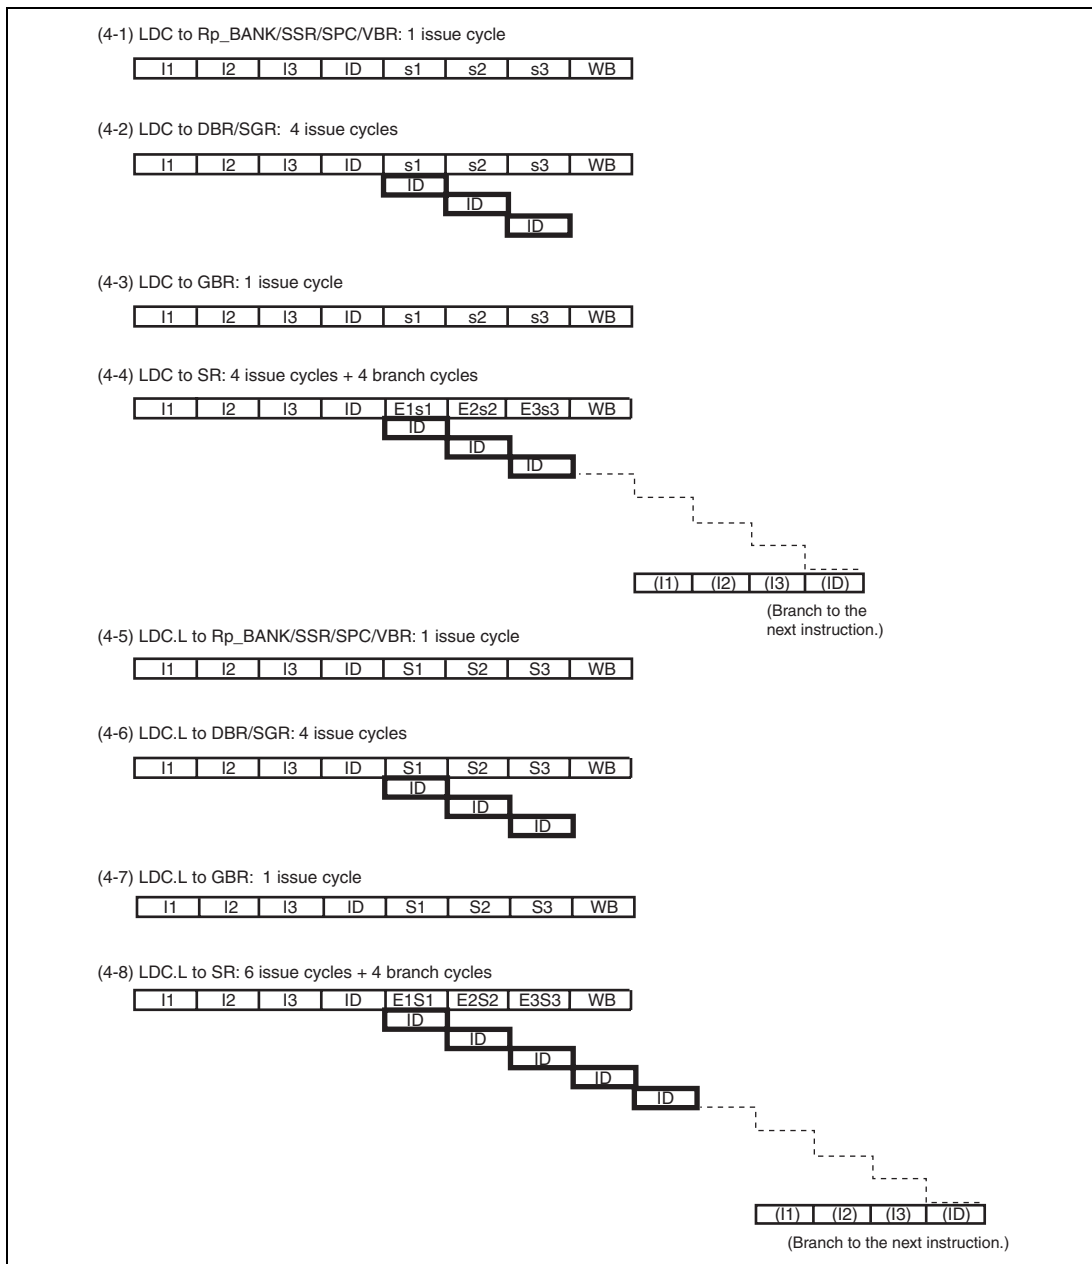 (4-1) LDC to Rp_BANK/SSR/SPC/VBR: 1 issue cycle
I1 I2 I3 ID s1 s2 s3 WB
(4-2) LDC to DBR/SGR: 4 issue cycles
I1 I2 I3 ID s1 s2 s3 WB
ID
ID
ID
(4-3) LDC to GBR: 1 issue cycle
I1 I2 I3 ID s1 s2 s3 WB
(4-4) LDC to SR: 4 issue cycles + 4 branch cycles
I1 I2 I3 ID E1s1 E2s2 E3s3 WB
ID
ID
ID
(I1) (I2) (I3) (ID)
(Branch to the
next instruction.)
(4-5) LDC.L to Rp_BANK/SSR/SPC/VBR: 1 issue cycle
I1 I2 I3 ID S1 S2 S3 WB
(4-6) LDC.L to DBR/SGR: 4 issue cycles
I1 I2 I3 ID S1 S2 S3 WB
ID
ID
ID
(4-7) LDC.L to GBR: 1 issue cycle
I1 I2 I3 ID S1 S2 S3 WB
(4-8) LDC.L to SR: 6 issue cycles + 4 branch cycles
I1 I2 I3 ID E1S1 E2S2 E3S3 WB
ID
ID
ID
ID
ID
(I1) (I2) (I3) (ID)
(Branch to the next instruction.)